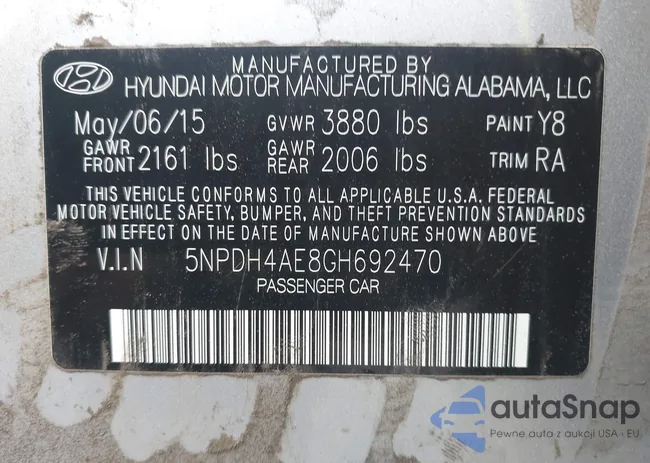 MANUFACTURED BY
HYUNDAI MOTOR MANUFACTURING ALABAMA, LLC
May/06/15 GVWR 3880 lbs PAINT Y8
GAWR FRONT 2161 lbs GAWR REAR 2006 lbs TRIM RA
THIS VEHICLE CONFORMS TO ALL APPLICABLE U.S.A. FEDERAL
MOTOR VEHICLE SAFETY, BUMPER, AND THEFT PREVENTION STANDARDS
IN EFFECT ON THE DATE OF MANUFACTURE SHOWN ABOVE.
V.I.N 5NPDH4AE8GH692470
PASSENGER CAR
autaSnap
Pewne auta z aukcji USA · EU